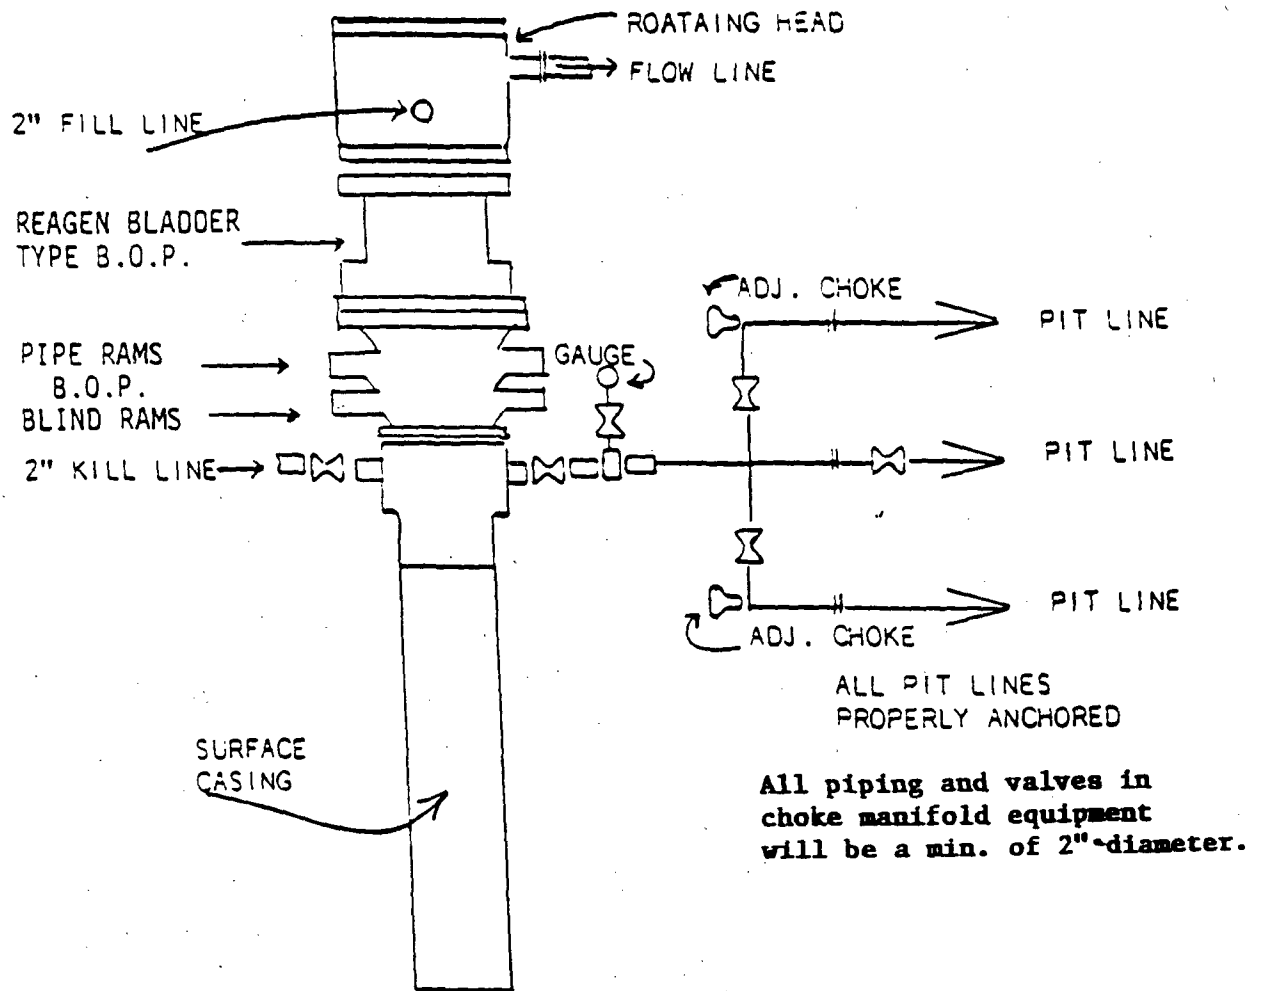 ROATAING HEAD
FLOW LINE
2" FILL LINE
REAGEN BLADDER
TYPE B.O.P.
ADJ. CHOKE
PIT LINE
PIPE RAMS
B.O.P.
BLIND RAMS
GAUGE
2" KILL LINE
PIT LINE
PIT LINE
ADJ. CHOKE
ALL PIT LINES
PROPERLY ANCHORED
SURFACE
CASING
All piping and valves in
choke manifold equipment
will be a min. of 2" diameter.